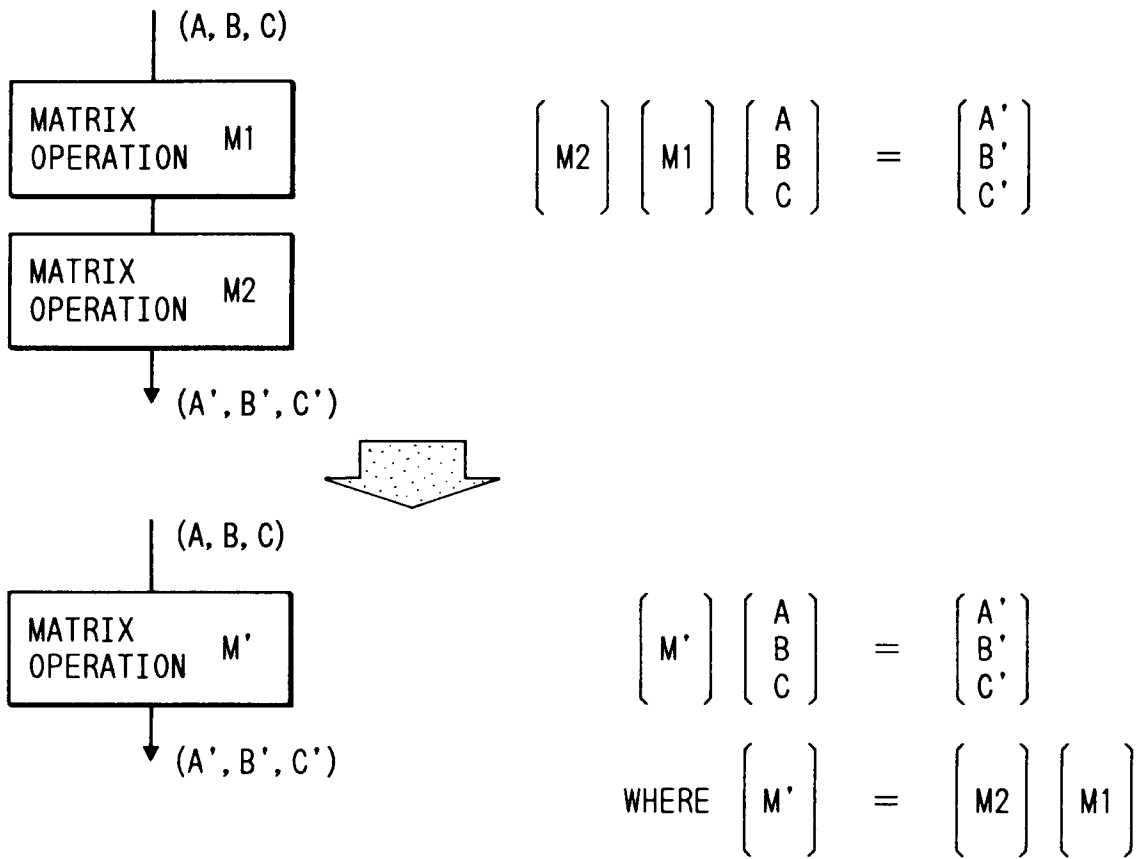 (A, B, C)
MATRIX
OPERATION M1
MATRIX
OPERATION M2
(A', B', C')
M2 M1 A = A'
B B'
C C'
(A, B, C)
MATRIX
OPERATION M'
(A', B', C')
M' A = A'
B B'
C C'
WHERE M' = M2 M1